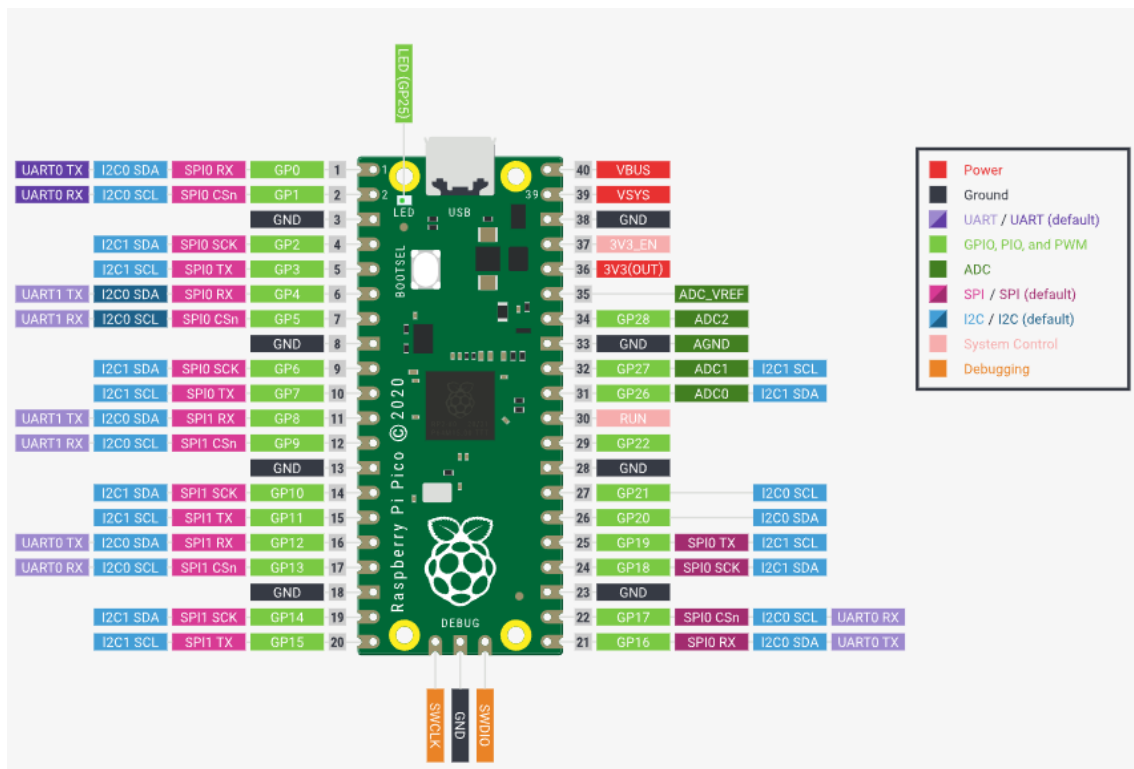 LED (GP25)
UART0 TX I2C0 SDA SPI0 RX GP0 1 1 40 VBUS
UART0 RX I2C0 SCL SPI0 CSn GP1 2 2 39 39 VSYS
LED USB
GND 3 38 GND
I2C1 SDA SPI0 SCK GP2 4 37 3V3_EN
I2C1 SCL SPI0 TX GP3 5 36 3V3(OUT)
BOOTSEL
UART1 TX I2C0 SDA SPI0 RX GP4 6 35 ADC_VREF
UART1 RX I2C0 SCL SPI0 CSn GP5 7 34 GP28 ADC2
GND 8 33 GND AGND
I2C1 SDA SPI0 SCK GP6 9 32 GP27 ADC1 I2C1 SCL
I2C1 SCL SPI0 TX GP7 10 31 GP26 ADC0 I2C1 SDA
UART1 TX I2C0 SDA SPI1 RX GP8 11 30 RUN
UART1 RX I2C0 SCL SPI1 CSn GP9 12 29 GP22
GND 13 28 GND
I2C1 SDA SPI1 SCK GP10 14 27 GP21 I2C0 SCL
I2C1 SCL SPI1 TX GP11 15 26 GP20 I2C0 SDA
UART0 TX I2C0 SDA SPI1 RX GP12 16 25 GP19 SPI0 TX I2C1 SCL
UART0 RX I2C0 SCL SPI1 CSn GP13 17 24 GP18 SPI0 SCK I2C1 SDA
GND 18 23 GND
I2C1 SDA SPI1 SCK GP14 19 22 GP17 SPI0 CSn I2C0 SCL UART0 RX
I2C1 SCL SPI1 TX GP15 20 21 GP16 SPI0 RX I2C0 SDA UART0 TX
Raspberry Pi Pico © 2020
DEBUG
SWCLK GND SWDIO
Power
Ground
UART / UART (default)
GPIO, PIO, and PWM
ADC
SPI / SPI (default)
I2C / I2C (default)
System Control
Debugging